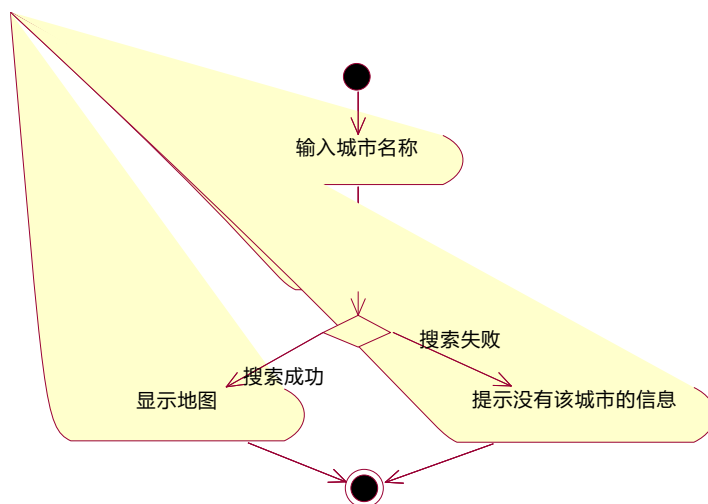 输入城市名称
搜索失败
搜索成功
显示地图
提示没有该城市的信息